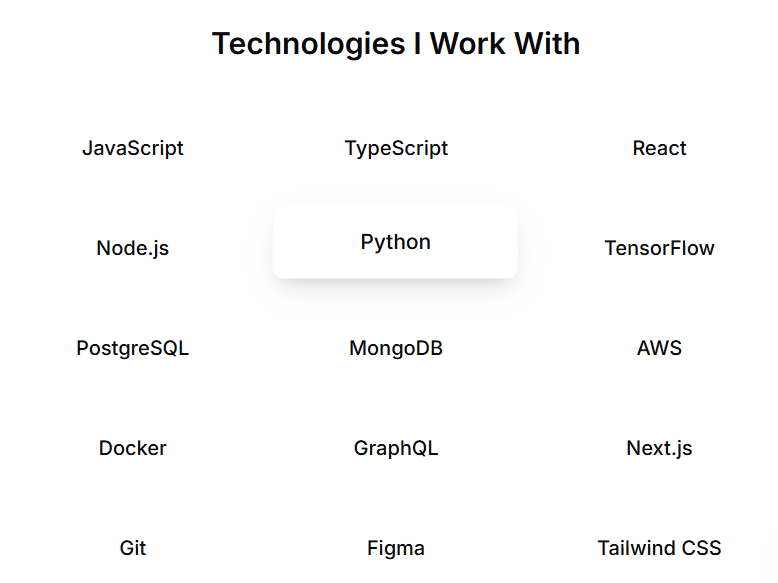 Technologies I Work With
JavaScript
TypeScript
React
Node.js
Python
TensorFlow
PostgreSQL
MongoDB
AWS
Docker
GraphQL
Next.js
Git
Figma
Tailwind CSS